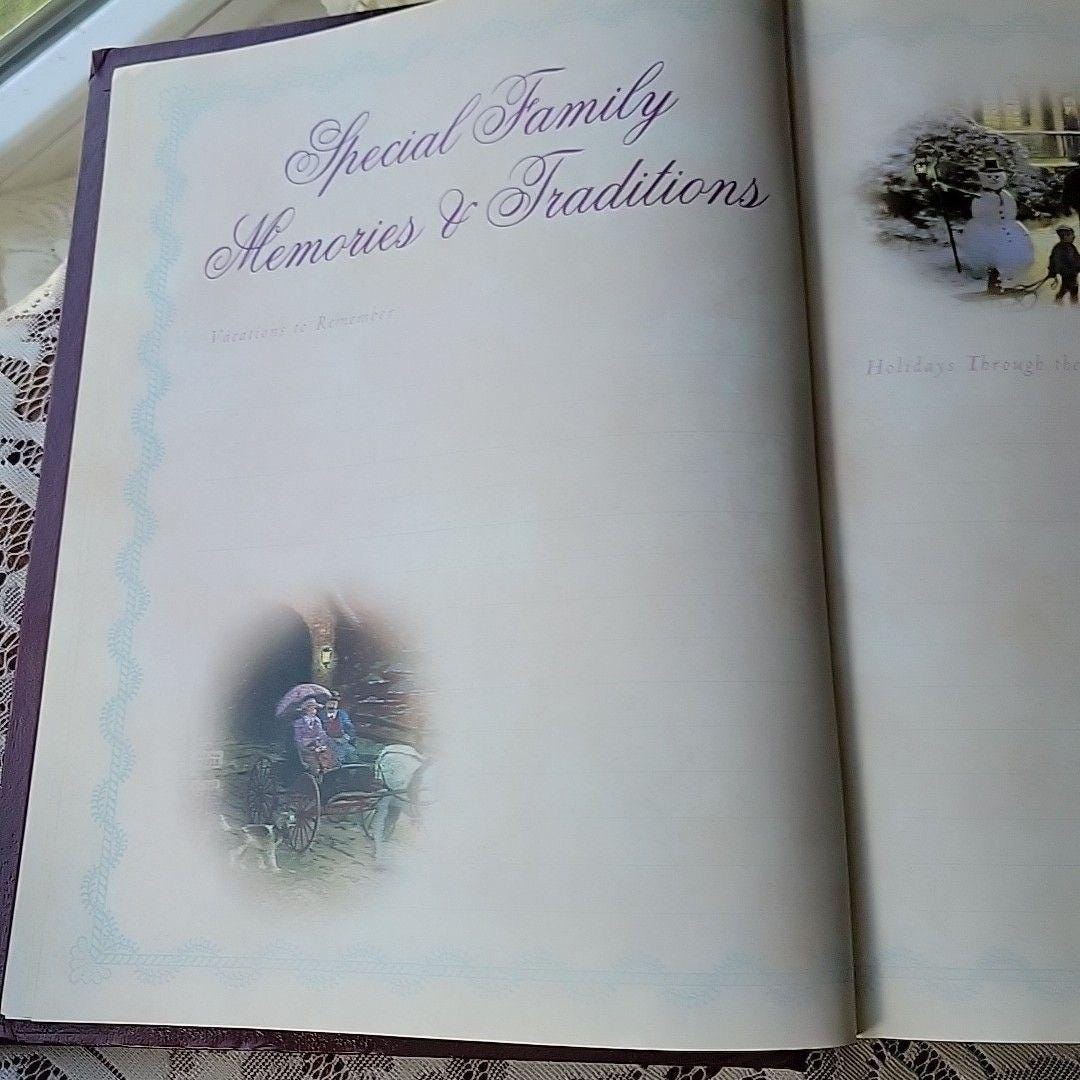 Special Family
Memories & Traditions
Vacations to Remember
Holidays Through the